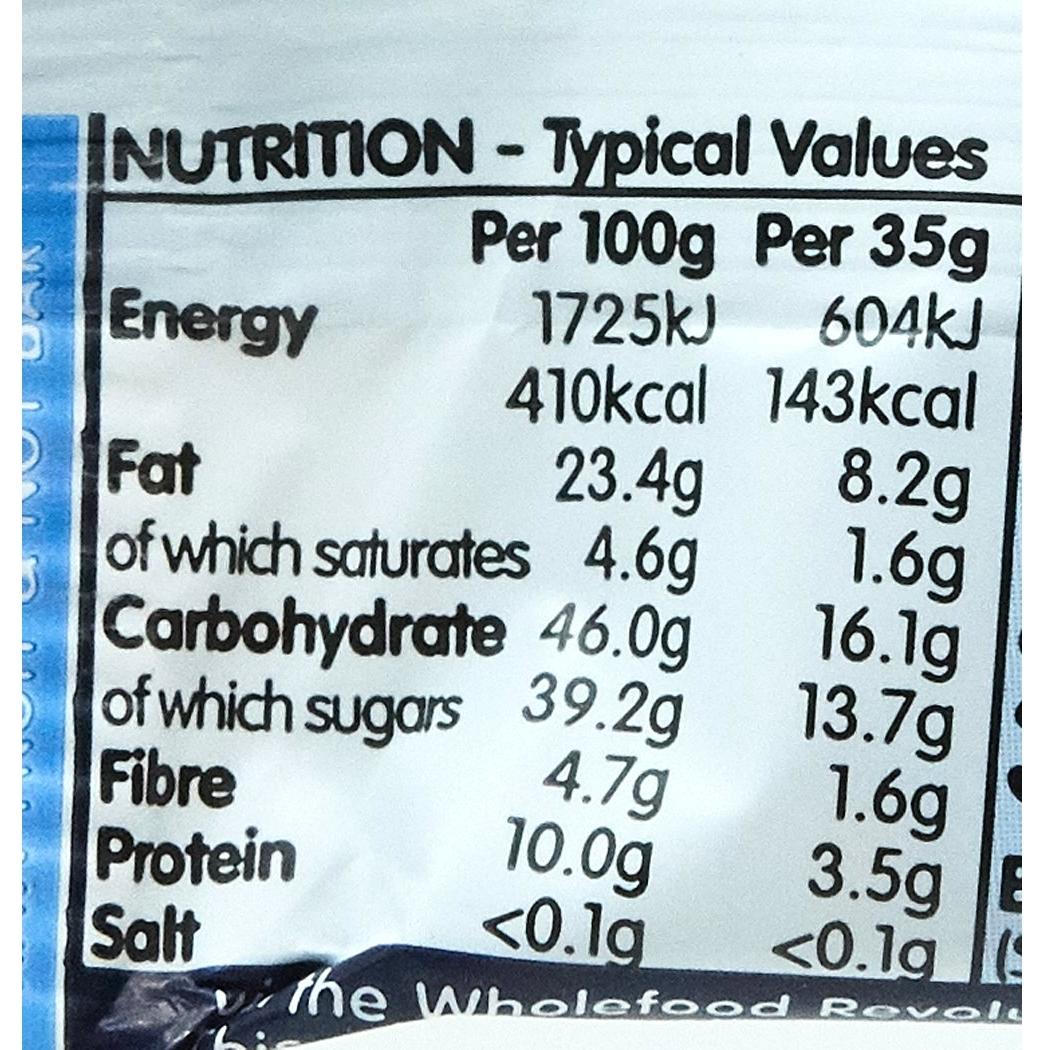 NUTRITION - Typical Values
Per 100g Per 35g
Energy 1725kJ 604kJ
410kcal 143kcal
Fat 23.4g 8.2g
of which saturates 4.6g 1.6g
Carbohydrate 46.0g 16.1g
of which sugars 39.2g 13.7g
Fibre 4.7g 1.6g
Protein 10.0g 3.5g
Salt <0.1g <0.1g
the Wholefood